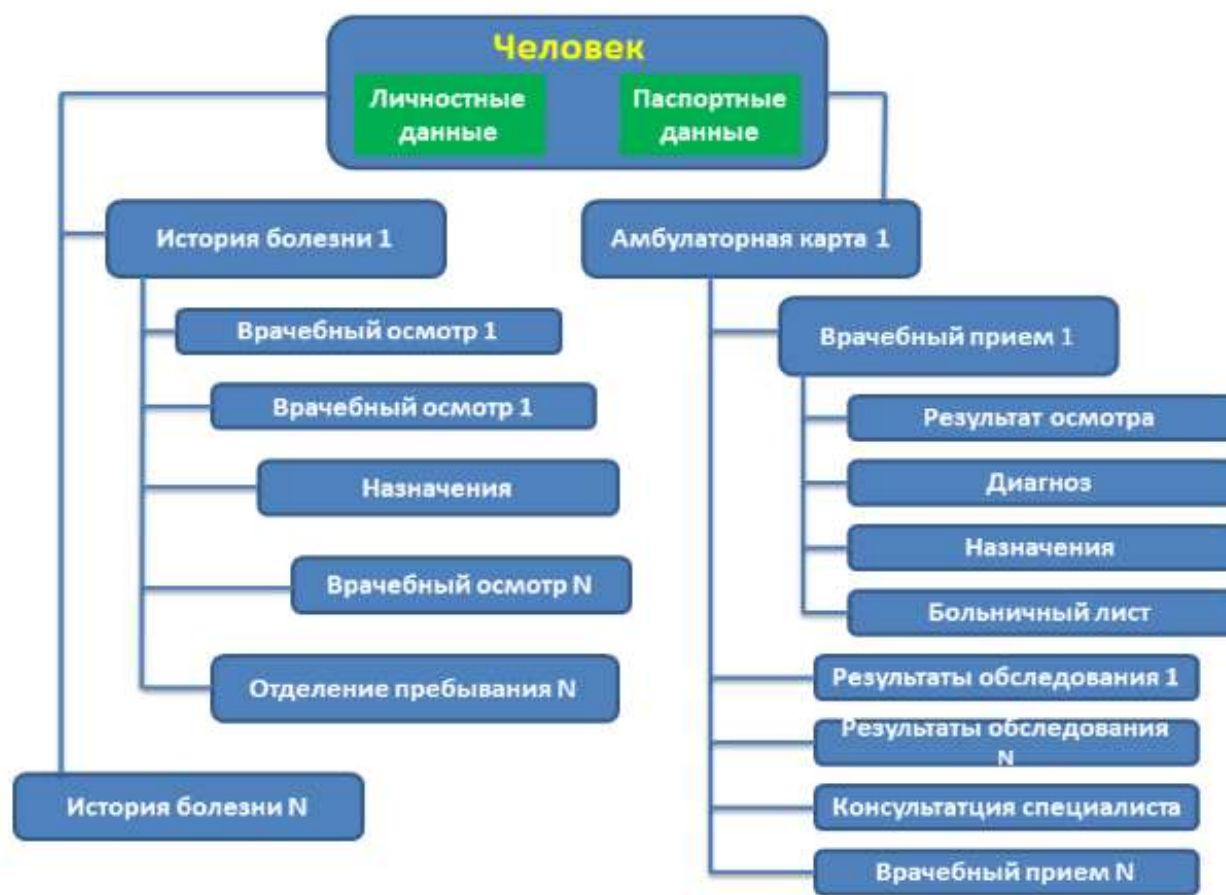 Человек
Личностные
данные
Паспортные
данные
История болезни 1
Врачебный осмотр 1
Врачебный осмотр 1
Назначения
Врачебный осмотр N
Отделение пребывания N
История болезни N
Амбулаторная карта 1
Врачебный прием 1
Результат осмотра
Диагноз
Назначения
Больничный лист
Результаты обследования 1
Результаты обследования
N
Консультатция специалиста
Врачебный прием N